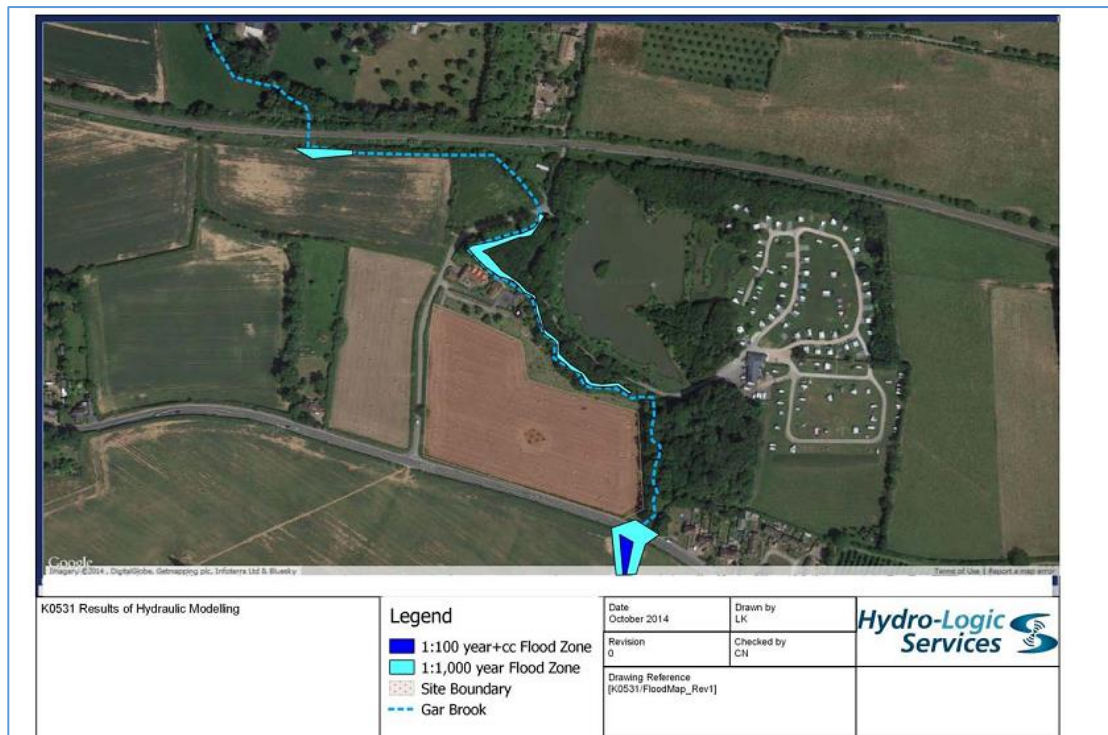 Google
Imagery ©2014 , DigitalGlobe, Getmapping plc, Infoterra Ltd & Bluesky
Terms of Use | Report a map error
K0531 Results of Hydraulic Modelling
Legend
1:100 year+cc Flood Zone
1:1,000 year Flood Zone
Site Boundary
Gar Brook
Date
October 2014
Drawn by
LK
Revision
0
Checked by
CN
Drawing Reference
[K0531/FloodMap_Rev1]
Hydro-Logic
Services